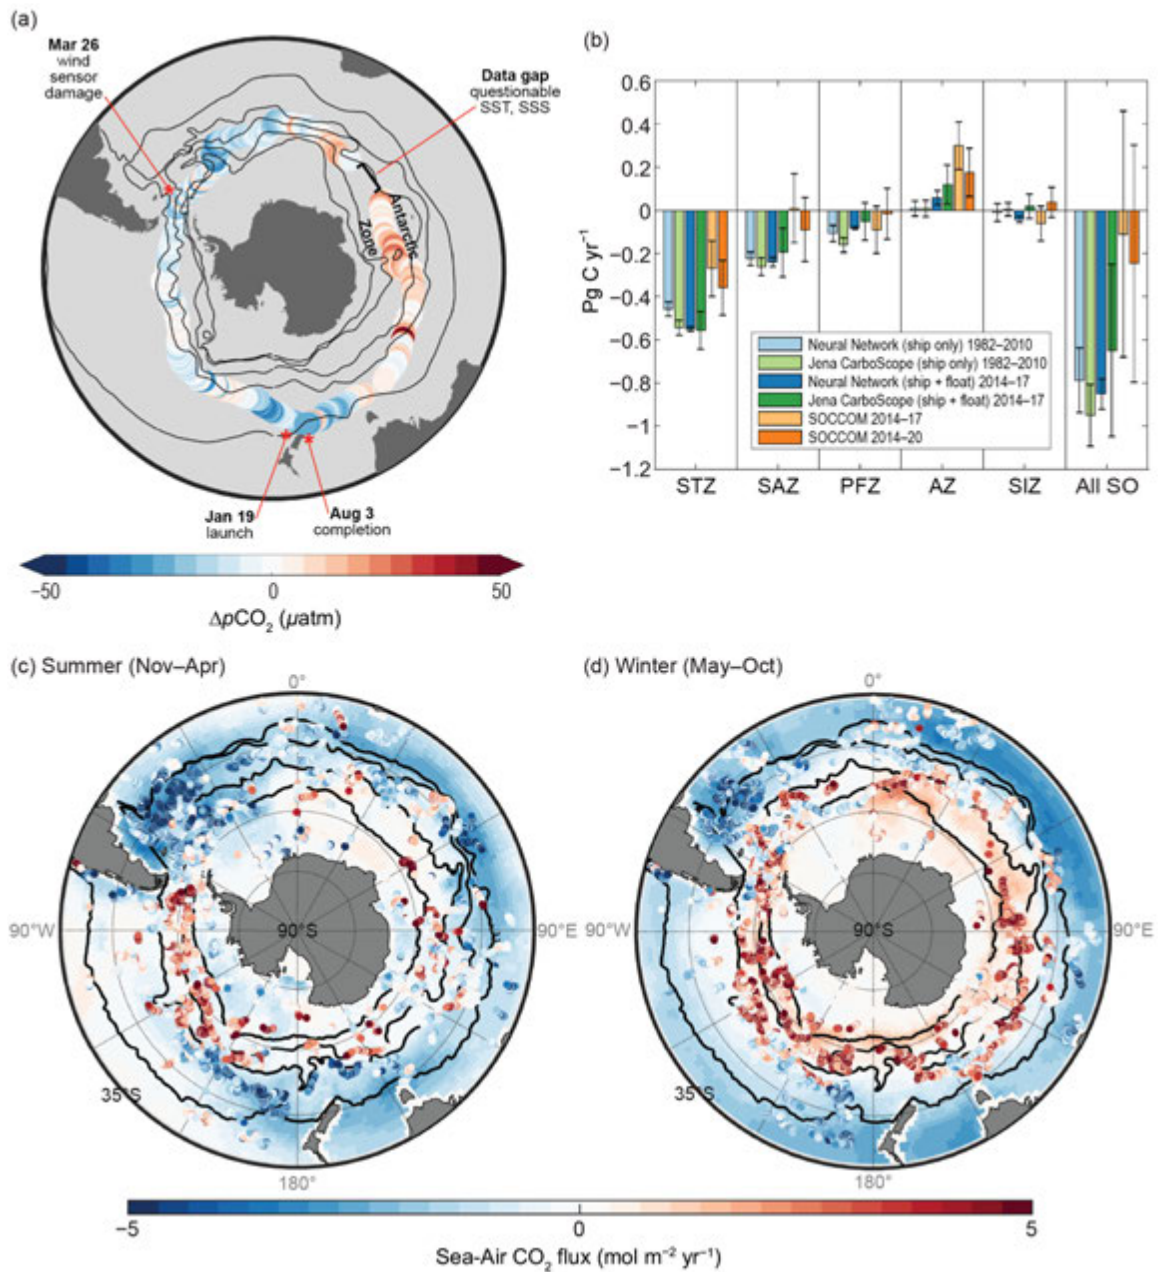 (a)
Mar 26
wind
sensor
damage
Data gap
questionable
SST, SSS
Antarctic
Zone
Jan 19
launch
Aug 3
completion
−50
0
50
ΔpCO₂ (µatm)
(b)
0.6
0.4
0.2
0
−0.2
−0.4
−0.6
−0.8
−1
−1.2
Pg C yr⁻¹
Neural Network (ship only) 1982–2010
Jena CarboScope (ship only) 1982–2010
Neural Network (ship + float) 2014–17
Jena CarboScope (ship + float) 2014–17
SOCCOM 2014–17
SOCCOM 2014–20
STZ
SAZ
PFZ
AZ
SIZ
All SO
(c) Summer (Nov–Apr)
0°
90°W
90°S
90°E
35°S
180°
(d) Winter (May–Oct)
0°
90°W
90°S
90°E
35°S
180°
−5
0
5
Sea-Air CO₂ flux (mol m⁻² yr⁻¹)